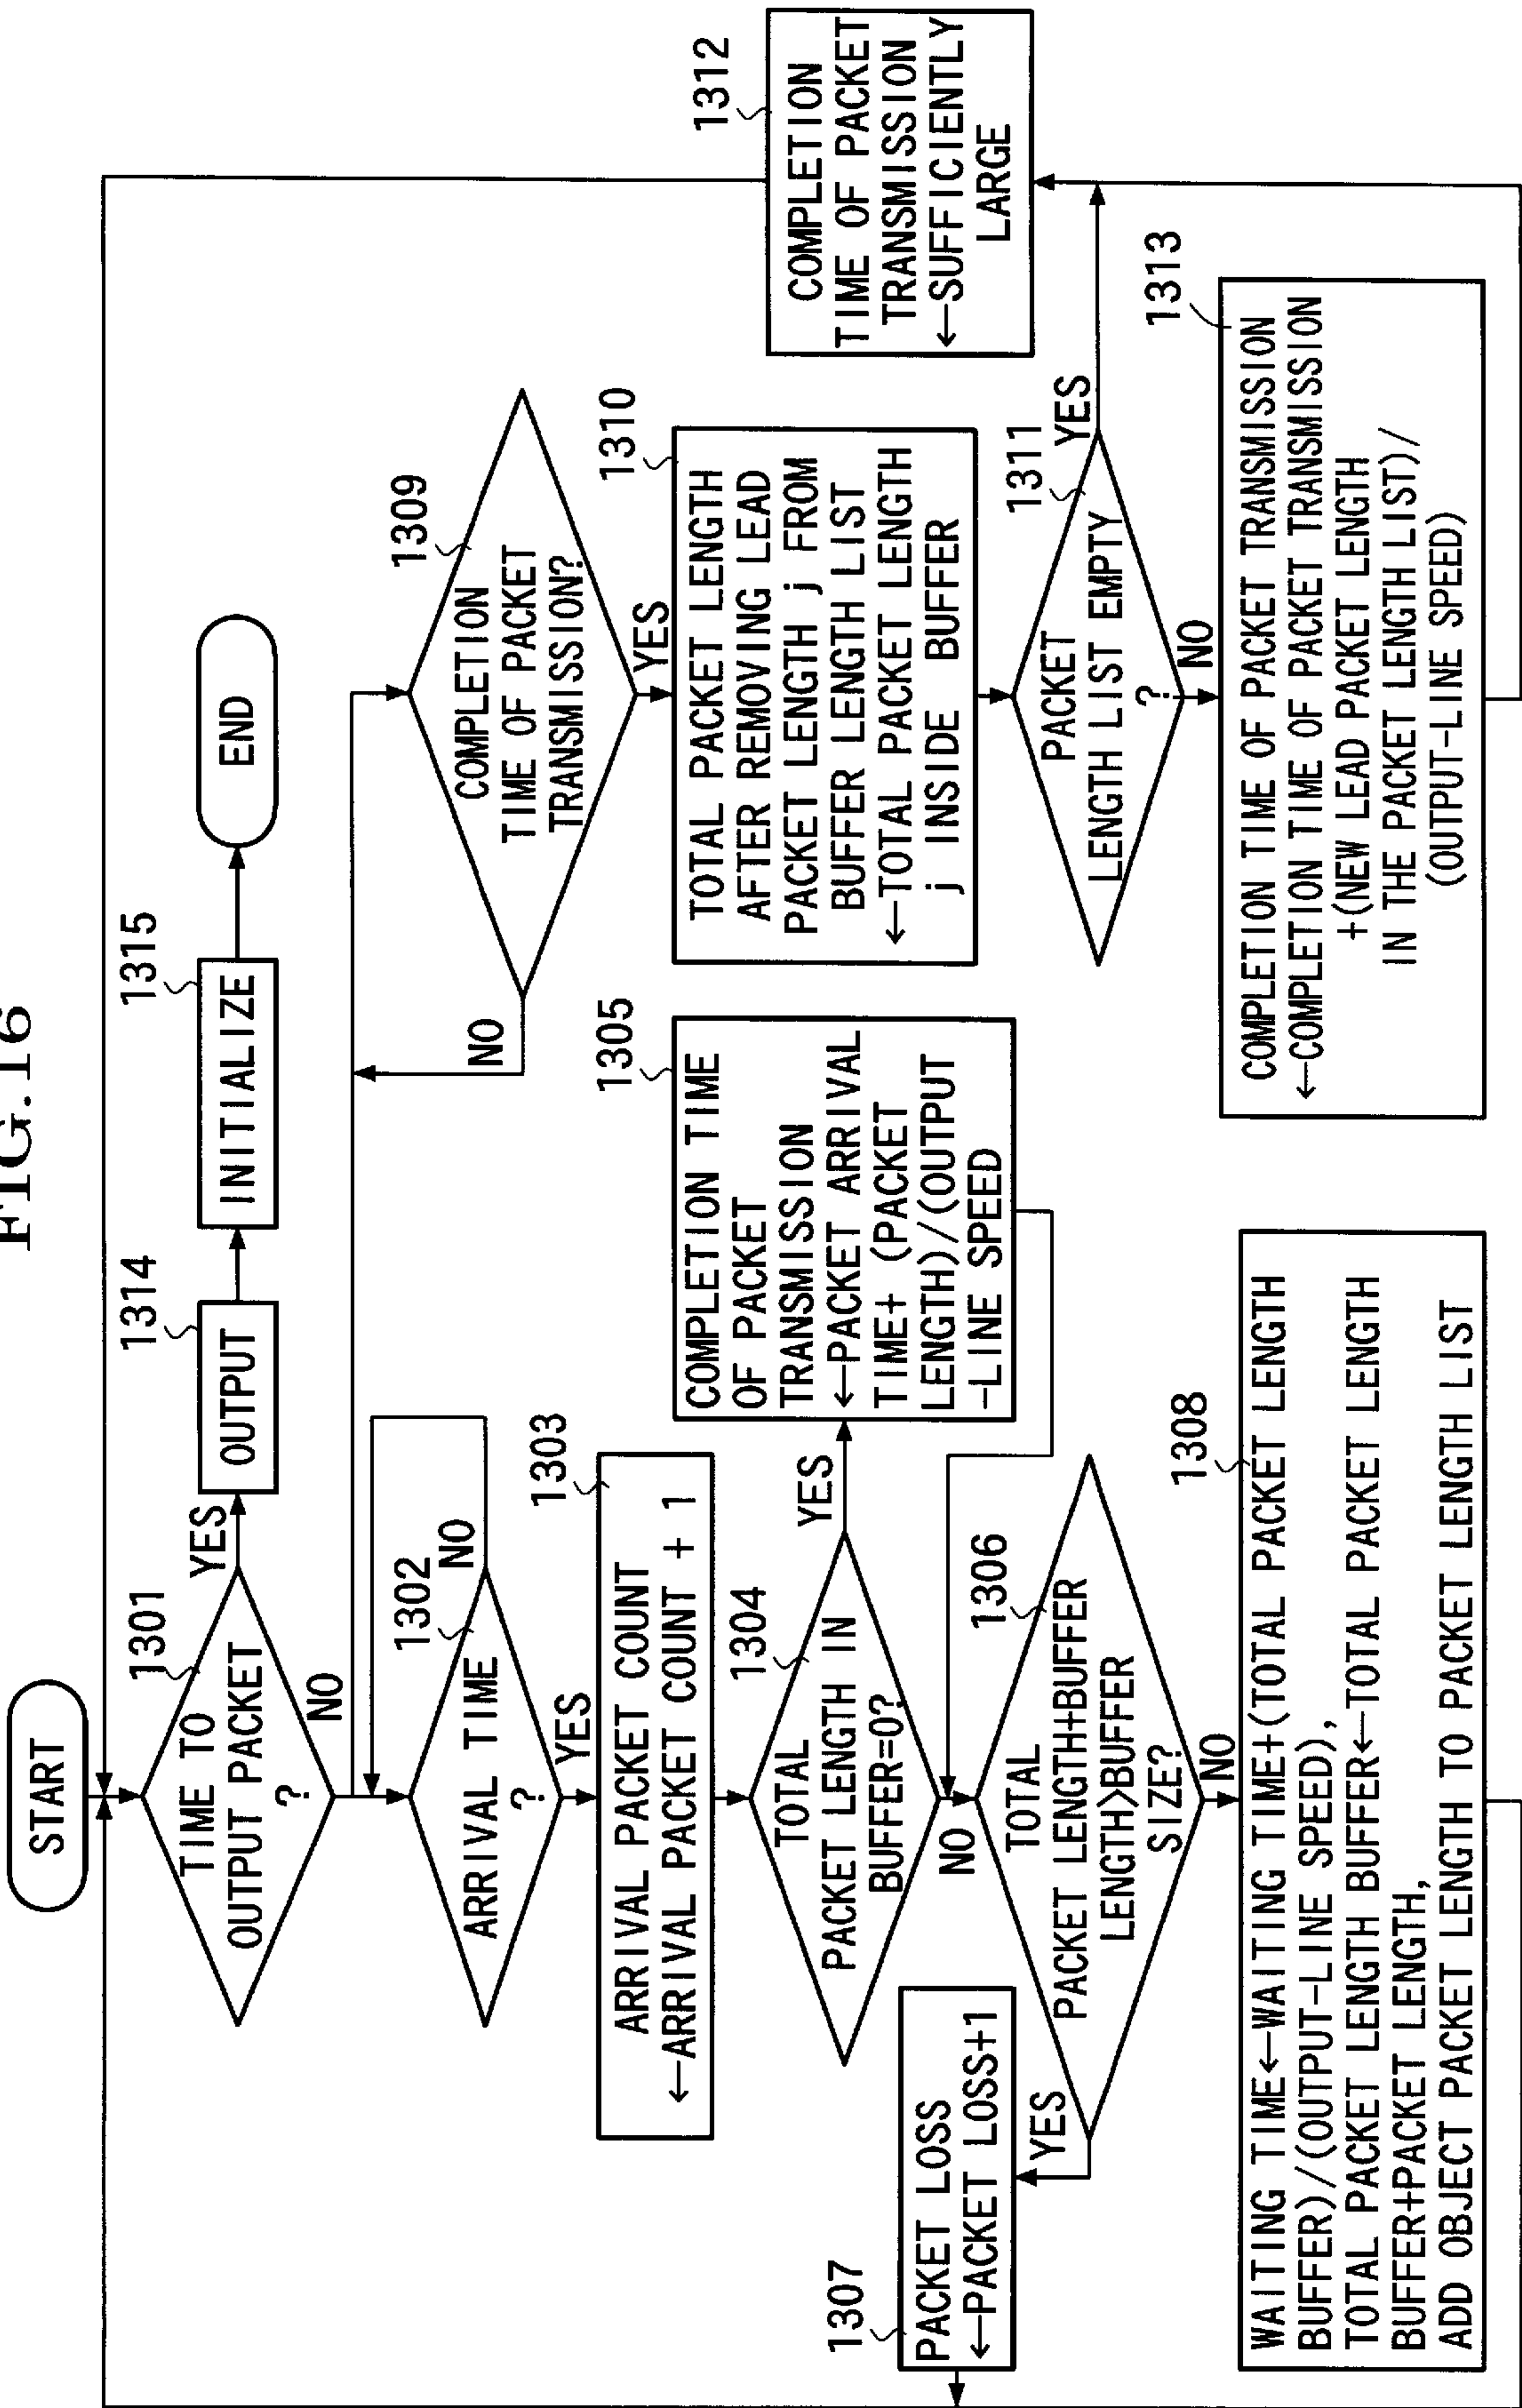 FIG.16
START
1301
TIME TO
OUTPUT PACKET
?
YES
NO
1314
OUTPUT
1315
INITIALIZE
END
1302
ARRIVAL TIME
?
NO
YES
1303
ARRIVAL PACKET COUNT
←ARRIVAL PACKET COUNT + 1
1304
TOTAL
PACKET LENGTH IN
BUFFER=0?
YES
NO
1305
COMPLETION TIME
OF PACKET
TRANSMISSION
←PACKET ARRIVAL
TIME+ (PACKET
LENGTH)/(OUTPUT
-LINE SPEED
1306
TOTAL
PACKET LENGTH+BUFFER
LENGTH>BUFFER
SIZE?
YES
NO
1307
PACKET LOSS
←PACKET LOSS+1
1308
WAITING TIME←WAITING TIME+(TOTAL PACKET LENGTH
BUFFER)/(OUTPUT-LINE SPEED),
TOTAL PACKET LENGTH BUFFER←TOTAL PACKET LENGTH
BUFFER+PACKET LENGTH,
ADD OBJECT PACKET LENGTH TO PACKET LENGTH LIST
1309
COMPLETION
TIME OF PACKET
TRANSMISSION?
NO
YES
1310
TOTAL PACKET LENGTH
AFTER REMOVING LEAD
PACKET LENGTH j FROM
BUFFER LENGTH LIST
←TOTAL PACKET LENGTH
j INSIDE BUFFER
1311
PACKET
LENGTH LIST EMPTY
?
YES
NO
1312
COMPLETION
TIME OF PACKET
TRANSMISSION
←SUFFICIENTLY
LARGE
1313
COMPLETION TIME OF PACKET TRANSMISSION
←COMPLETION TIME OF PACKET TRANSMISSION
+(NEW LEAD PACKET LENGTH
IN THE PACKET LENGTH LIST)/
(OUTPUT-LINE SPEED))